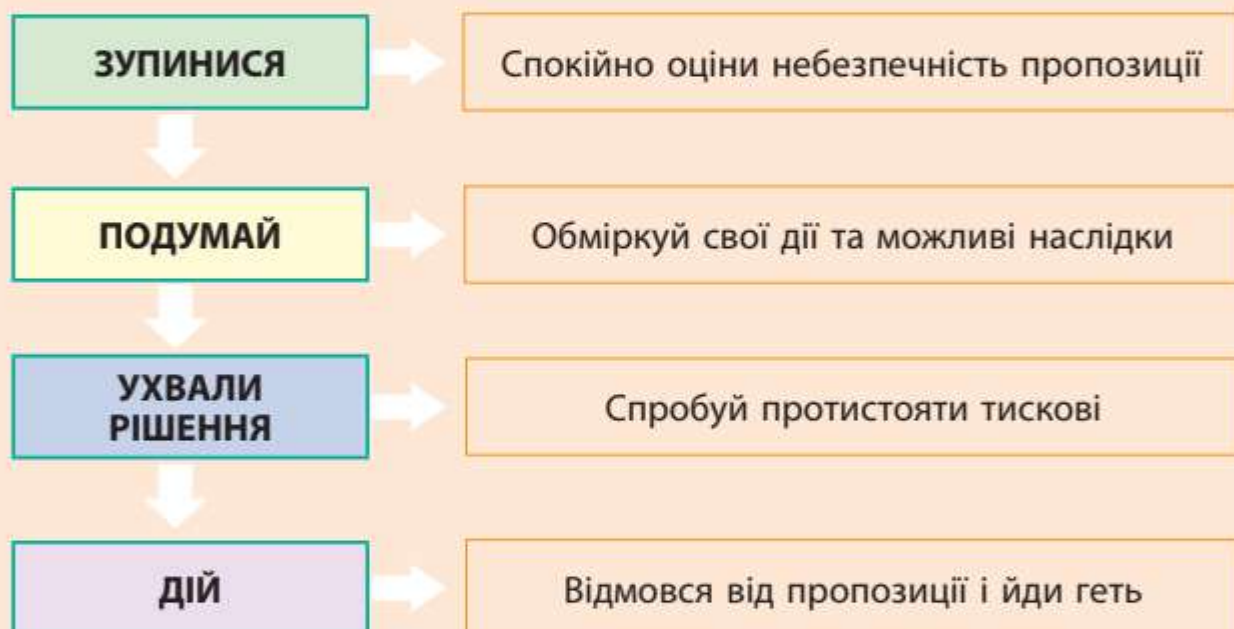 ЗУПИНИСЯ
Спокійно оціни небезпечність пропозиції
ПОДУМАЙ
Обміркуй свої дії та можливі наслідки
УХВАЛИ
РІШЕННЯ
Спробуй протистояти тискові
ДІЙ
Відмовся від пропозиції і йди геть